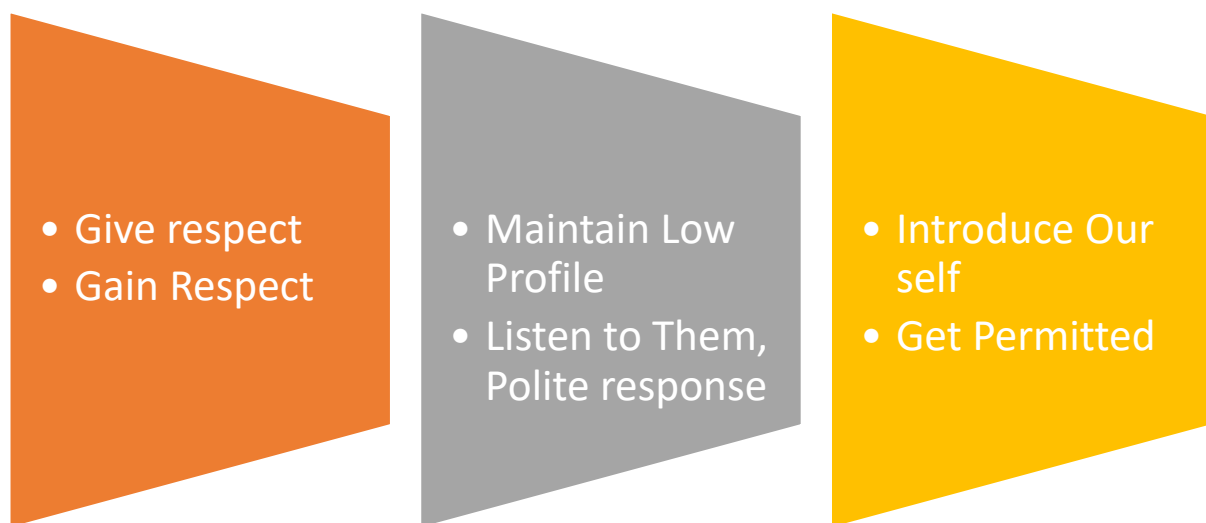 • Give respect
• Gain Respect
• Maintain Low
Profile
• Listen to Them,
Polite response
• Introduce Our
self
• Get Permitted